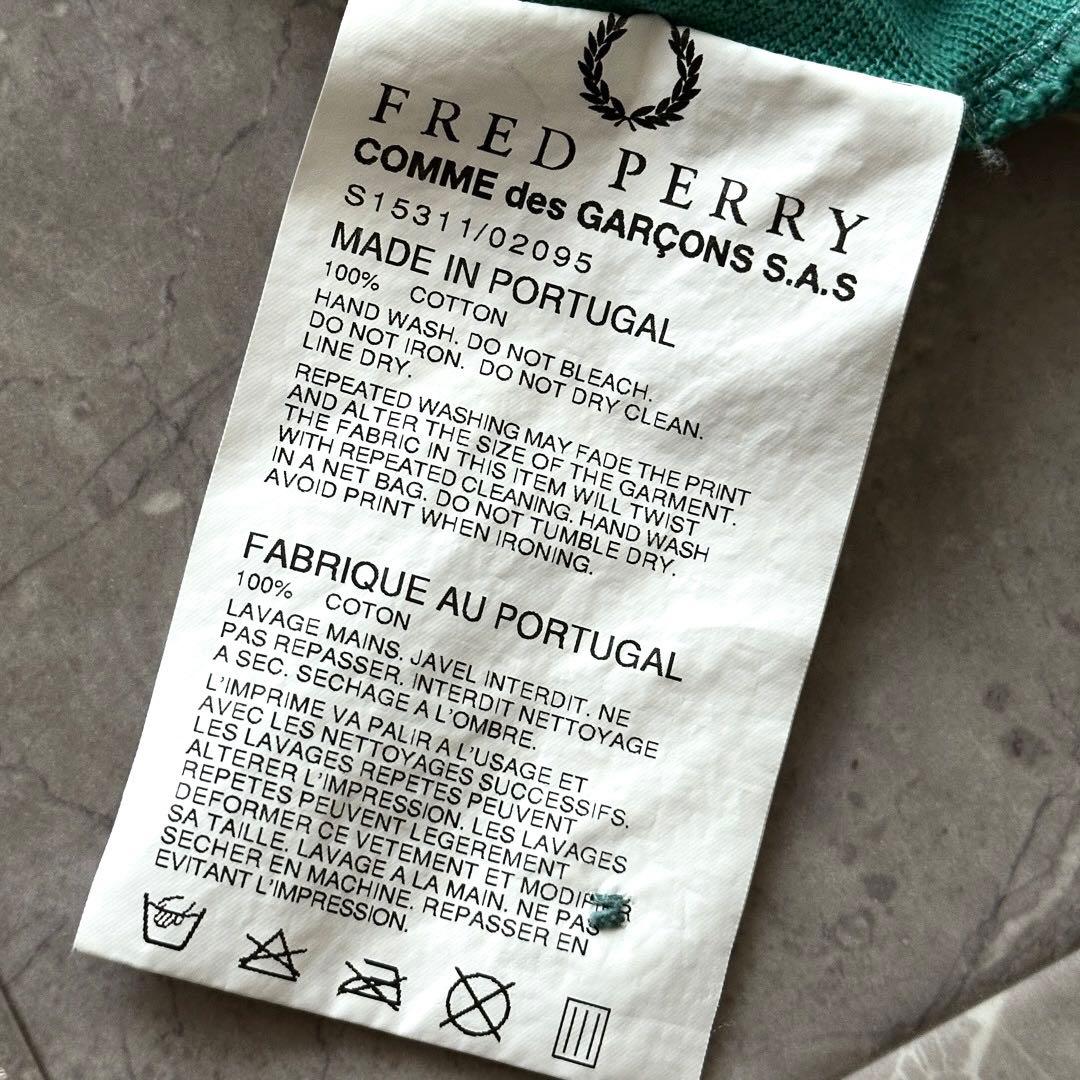 FRED PERRY
COMME des GARÇONS S.A.S
S15311/02095
MADE IN PORTUGAL
100% COTTON
HAND WASH. DO NOT BLEACH.
DO NOT IRON. DO NOT DRY CLEAN.
LINE DRY.
REPEATED WASHING MAY FADE THE PRINT
AND ALTER THE SIZE OF THE GARMENT.
THE FABRIC IN THIS ITEM WILL TWIST
WITH REPEATED CLEANING. HAND WASH
IN A NET BAG. DO NOT TUMBLE DRY.
AVOID PRINT WHEN IRONING.
FABRIQUE AU PORTUGAL
100% COTON
LAVAGE MAINS. JAVEL INTERDIT. NE
PAS REPASSER. INTERDIT NETTOYAGE
A SEC. SECHAGE A L'OMBRE.
L'IMPRIME VA PALIR A L'USAGE ET
AVEC LES NETTOYAGES SUCCESSIFS.
LES LAVAGES REPETES PEUVENT
ALTERER L'IMPRESSION. LES LAVAGES
REPETES PEUVENT LEGEREMENT
DEFORMER CE VETEMENT ET MODIFIER
SA TAILLE. LAVAGE A LA MAIN. NE PAS
SECHER EN MACHINE. REPASSER EN
EVITANT L'IMPRESSION.